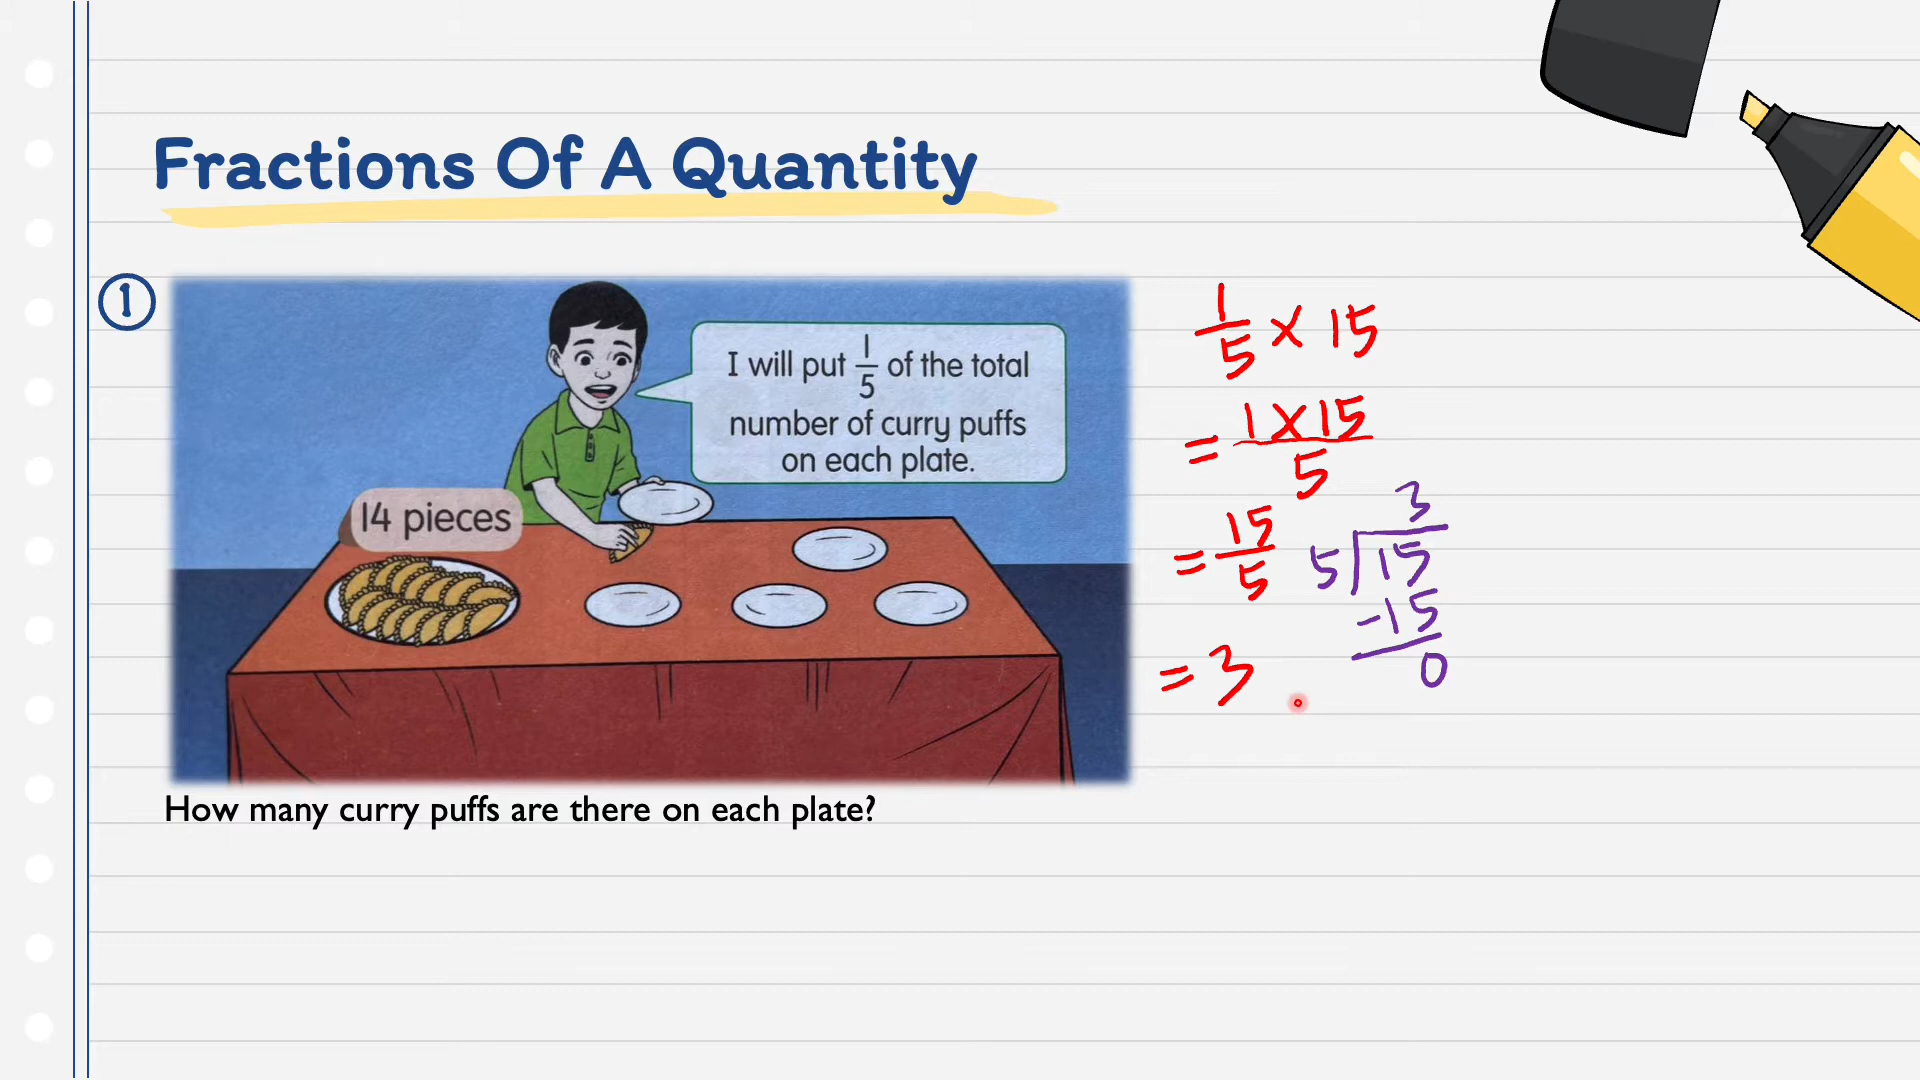 Fractions Of A Quantity
1
I will put 1/5 of the total
number of curry puffs
on each plate.
14 pieces
How many curry puffs are there on each plate?
1/5 × 15
= 1 × 15 / 5
= 15/5
= 3
3
5 15
-15
0